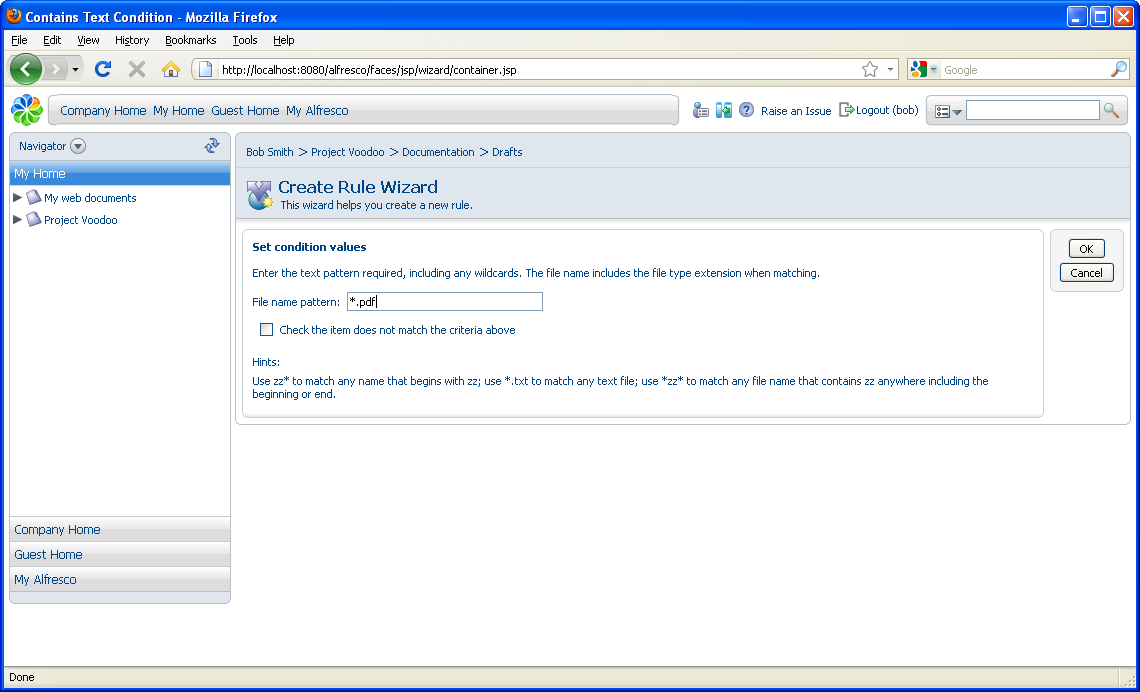 Contains Text Condition - Mozilla Firefox
File Edit View History Bookmarks Tools Help
http://localhost:8080/alfresco/faces/jsp/wizard/container.jsp
Google
Company Home My Home Guest Home My Alfresco
Raise an Issue Logout (bob)
Navigator
My Home
My web documents
Project Voodoo
Company Home
Guest Home
My Alfresco
Bob Smith > Project Voodoo > Documentation > Drafts
Create Rule Wizard
This wizard helps you create a new rule.
Set condition values
Enter the text pattern required, including any wildcards. The file name includes the file type extension when matching.
File name pattern: *.pdf
Check the item does not match the criteria above
Hints:
Use zz* to match any name that begins with zz; use *.txt to match any text file; use *zz* to match any file name that contains zz anywhere including the
beginning or end.
OK
Cancel
Done